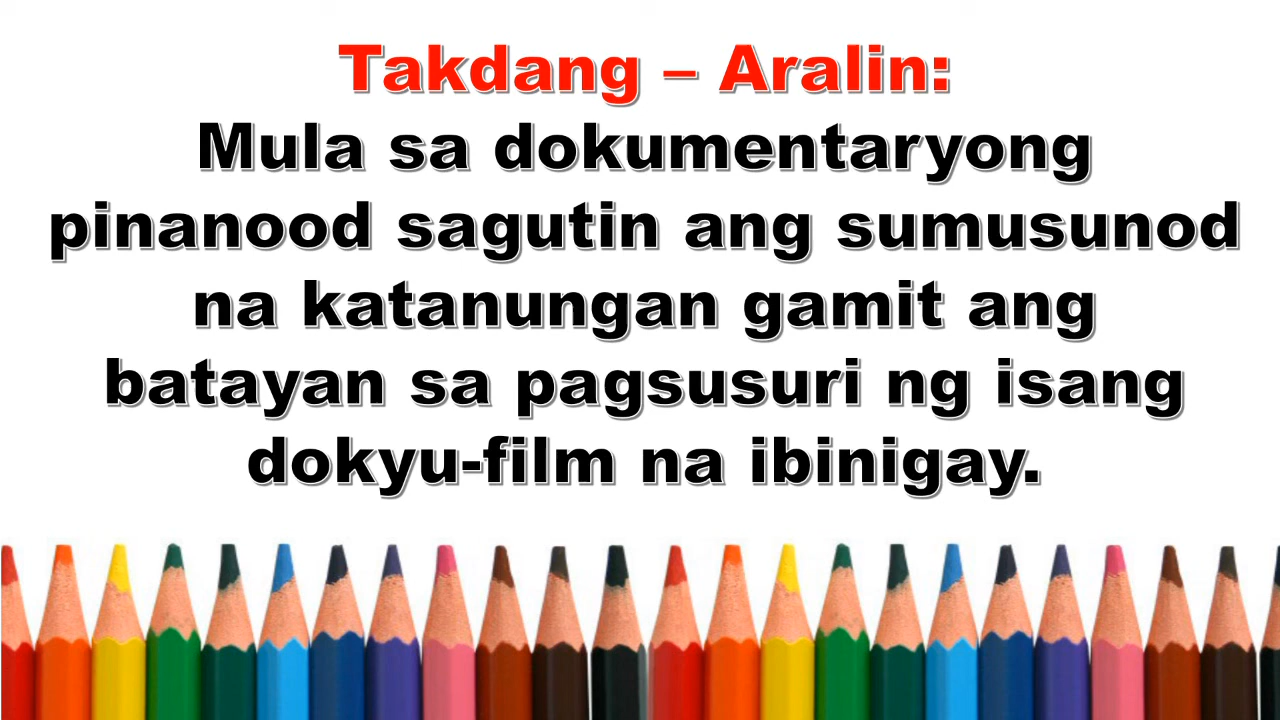 Takdang – Aralin:
Mula sa dokumentaryong
pinanood sagutin ang sumusunod
na katanungan gamit ang
batayan sa pagsusuri ng isang
dokyu-film na ibinigay.